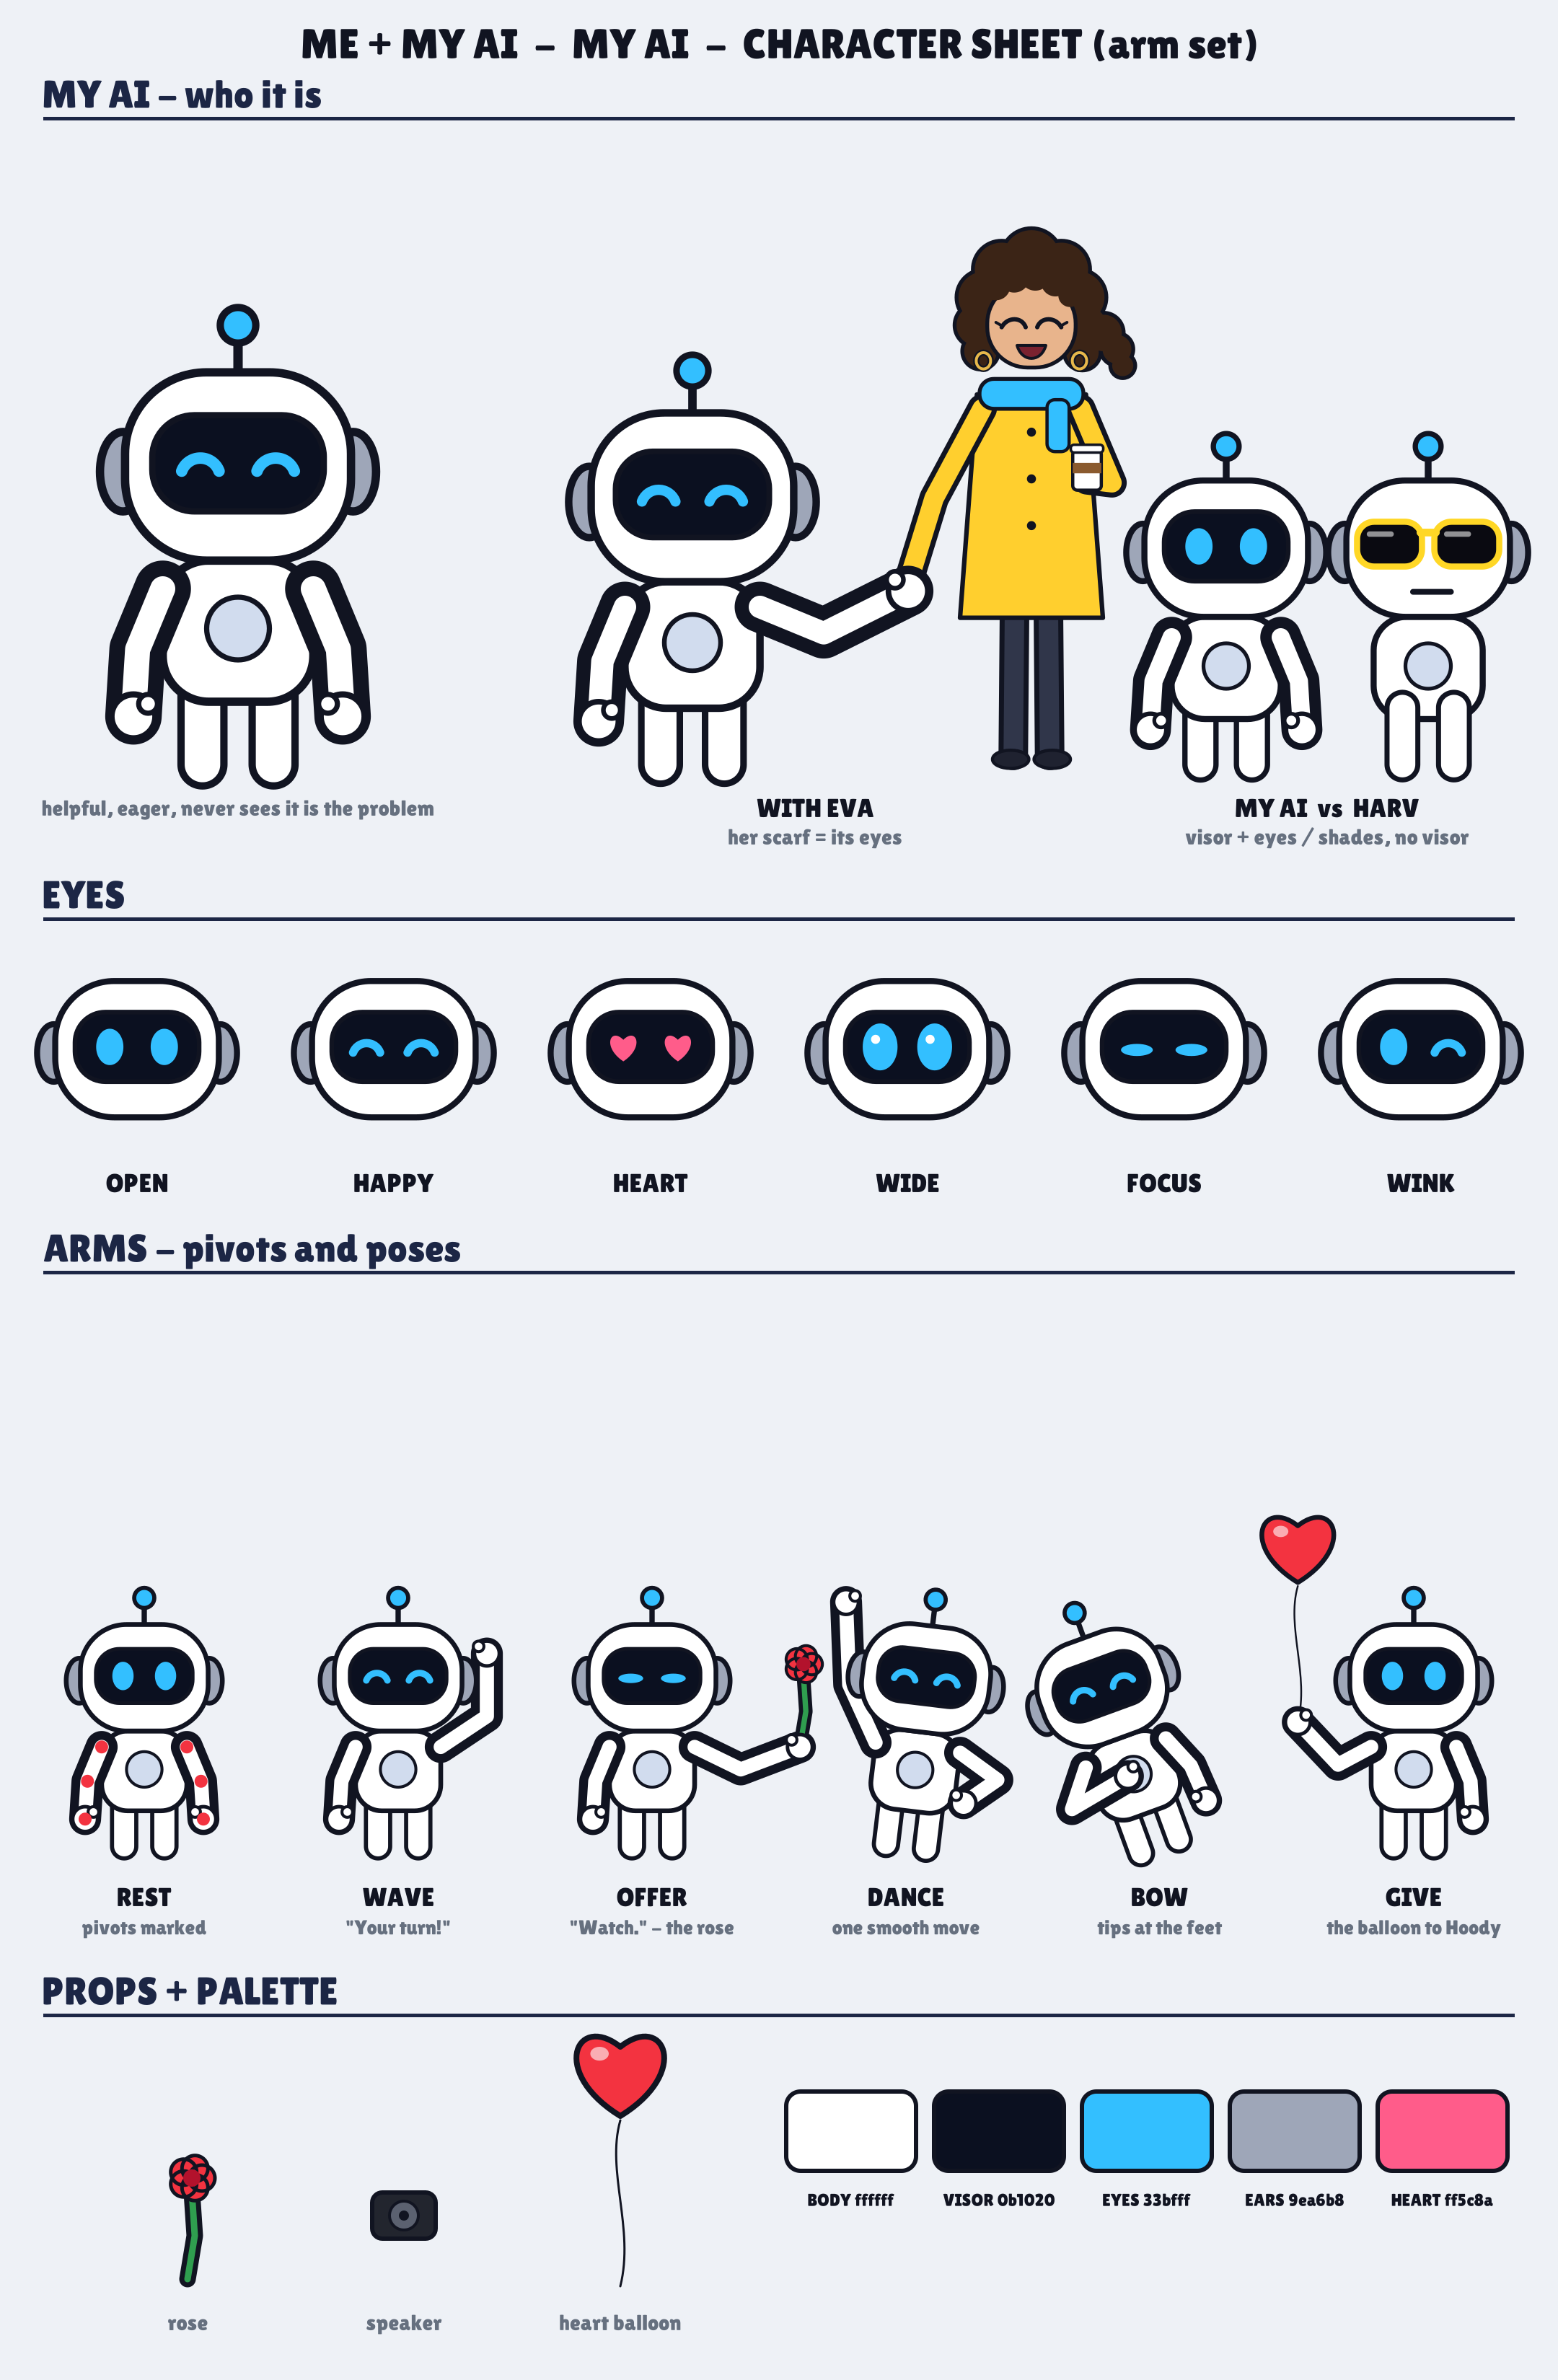 ME + MY AI – MY AI – CHARACTER SHEET (arm set)
MY AI – who it is
helpful, eager, never sees it is the problem
WITH EVA
her scarf = its eyes
MY AI vs HARV
visor + eyes / shades, no visor
EYES
OPEN
HAPPY
HEART
WIDE
FOCUS
WINK
ARMS – pivots and poses
REST
pivots marked
WAVE
"Your turn!"
OFFER
"Watch." – the rose
DANCE
one smooth move
BOW
tips at the feet
GIVE
the balloon to Hoody
PROPS + PALETTE
BODY ffffff
VISOR 0b1020
EYES 33bfff
EARS 9ea6b8
HEART ff5c8a
rose
speaker
heart balloon